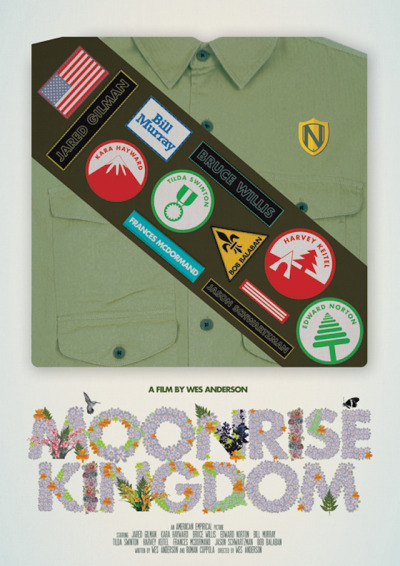 JARED GILMAN
Bill
Murray
BRUCE WILLIS
KARA HAYWARD
TILDA SWINTON
N
FRANCES MCDORMAND
BOB BALABAN
HARVEY KEITEL
JASON SCHWARTZMAN
EDWARD NORTON
A FILM BY WES ANDERSON
MOONRISE
KINGDOM
AN AMERICAN EMPIRICAL PICTURE
STARRING JARED GILMAN KARA HAYWARD BRUCE WILLIS EDWARD NORTON BILL MURRAY
TILDA SWINTON HARVEY KEITEL FRANCES MCDORMAND JASON SCHWARTZMAN BOB BALABAN
WRITTEN BY WES ANDERSON AND ROMAN COPPOLA DIRECTED BY WES ANDERSON